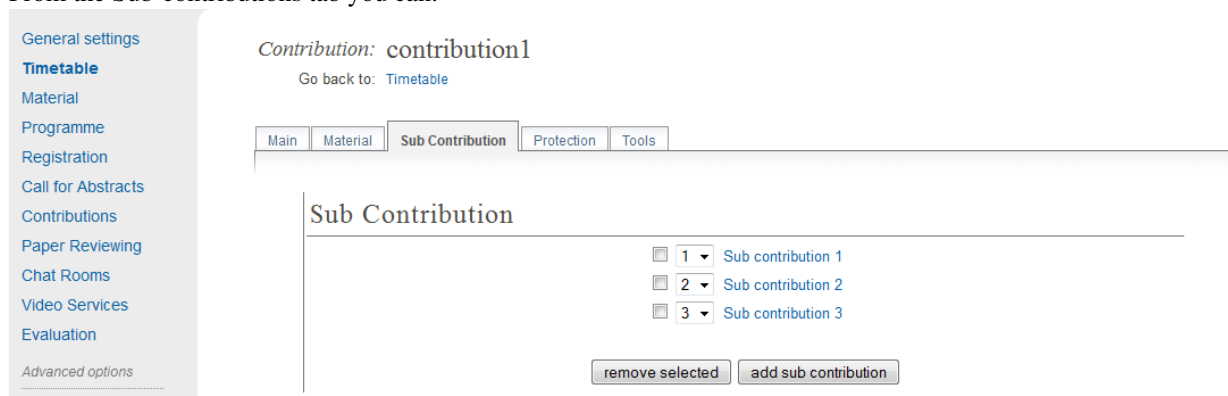 From the Sub-contributions tab you can:
General settings
Timetable
Material
Programme
Registration
Call for Abstracts
Contributions
Paper Reviewing
Chat Rooms
Video Services
Evaluation
Advanced options
Contribution: contribution1
Go back to: Timetable
Main Material Sub Contribution Protection Tools
Sub Contribution
1 Sub contribution 1
2 Sub contribution 2
3 Sub contribution 3
remove selected add sub contribution